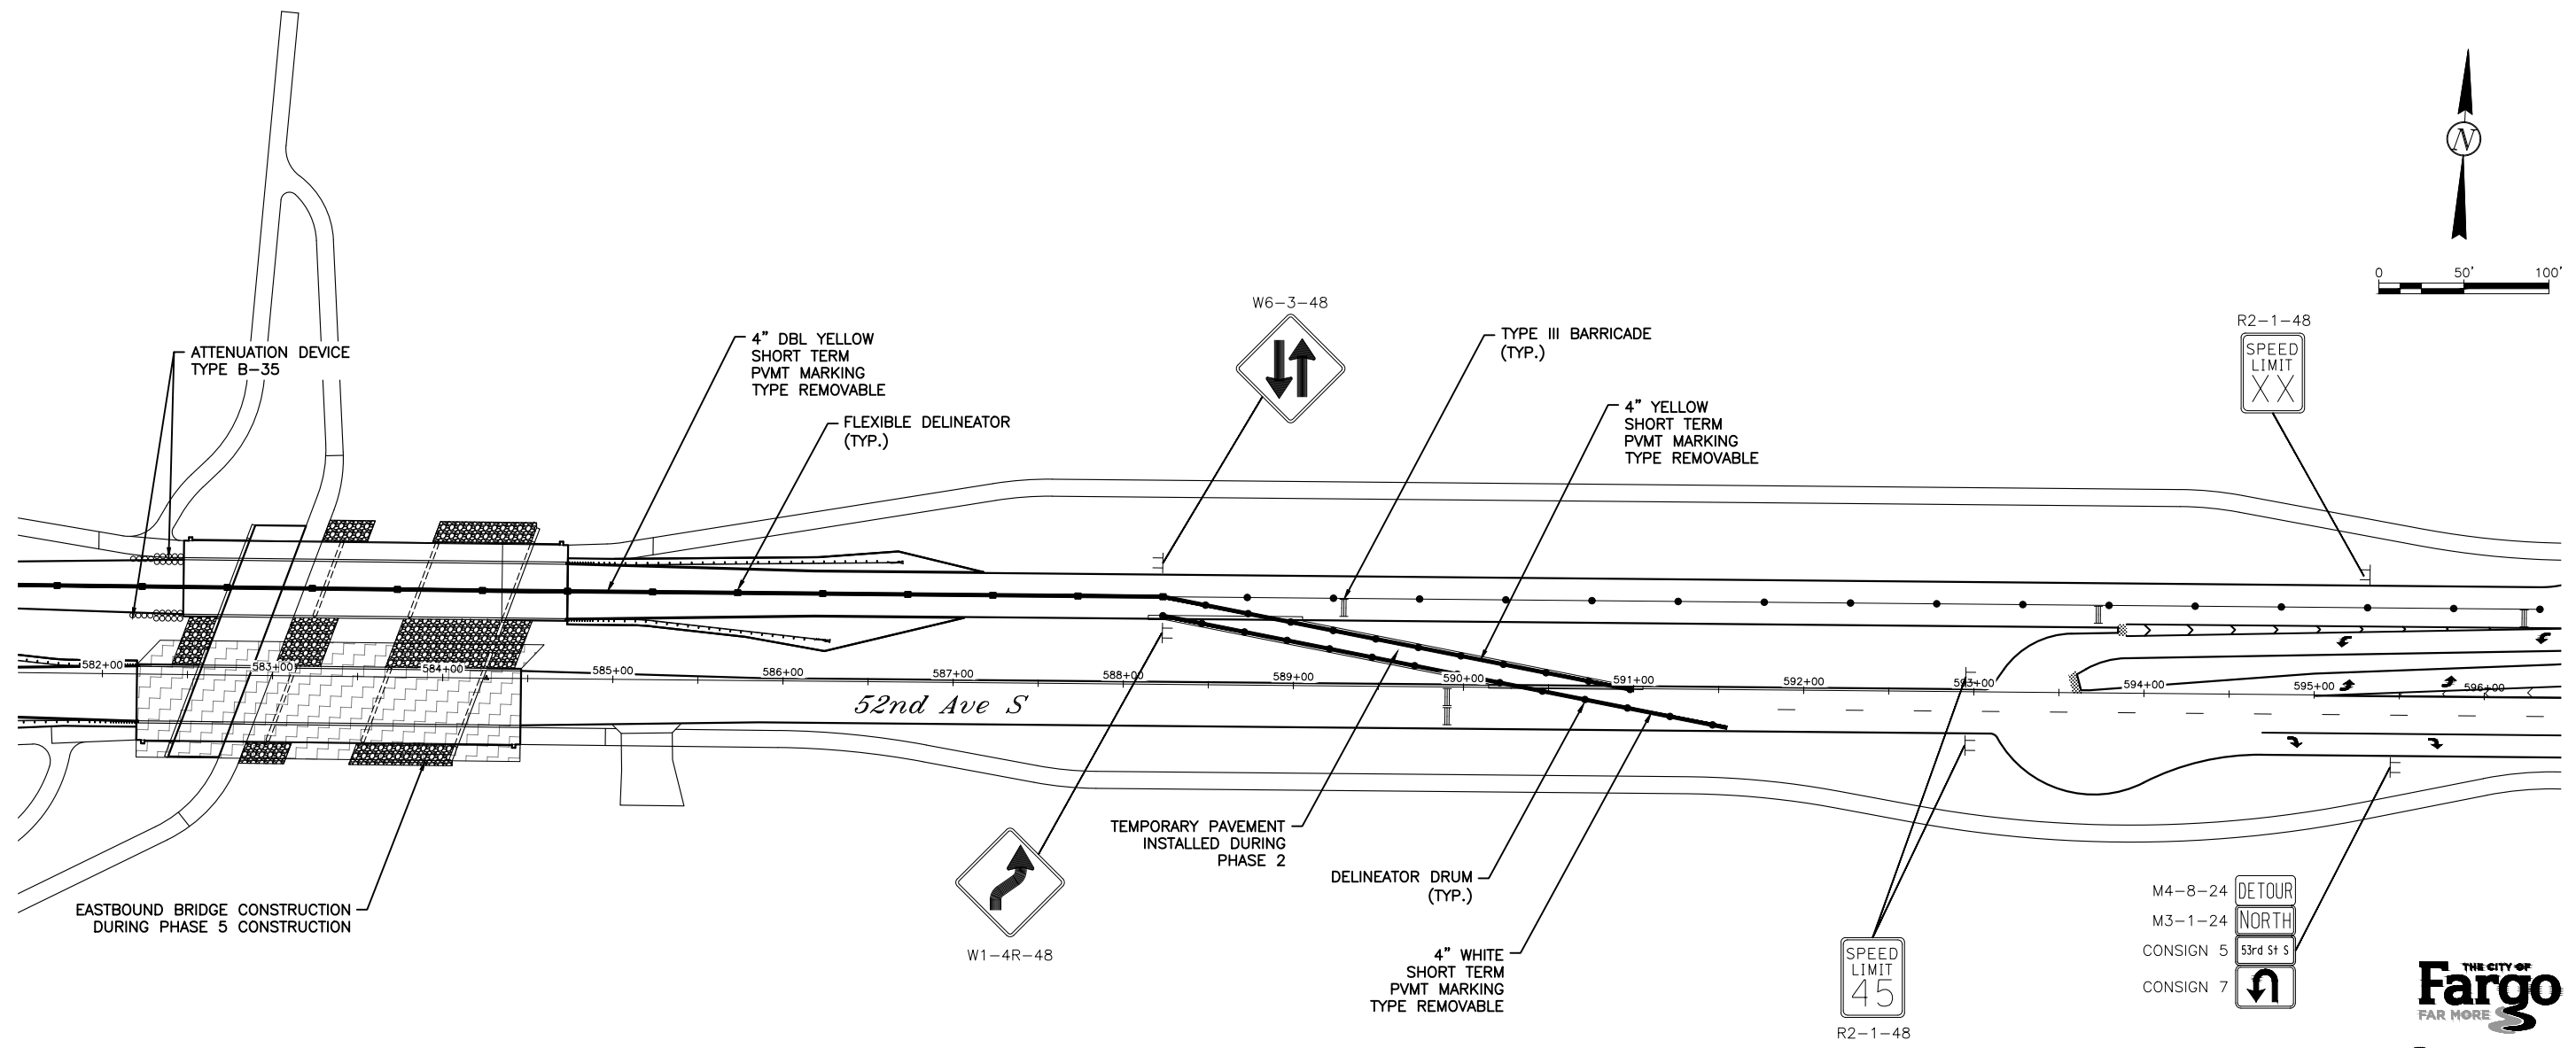 N
0 50' 100'
W6-3-48
R2-1-48
SPEED
LIMIT
XX
ATTENUATION DEVICE
TYPE B-35
4" DBL YELLOW
SHORT TERM
PVMT MARKING
TYPE REMOVABLE
FLEXIBLE DELINEATOR
(TYP.)
TYPE III BARRICADE
(TYP.)
4" YELLOW
SHORT TERM
PVMT MARKING
TYPE REMOVABLE
582+00 583+00 584+00 585+00 586+00 587+00 588+00 589+00 590+00 591+00 592+00 593+00 594+00 595+00 596+00
52nd Ave S
TEMPORARY PAVEMENT
INSTALLED DURING
PHASE 2
DELINEATOR DRUM
(TYP.)
EASTBOUND BRIDGE CONSTRUCTION
DURING PHASE 5 CONSTRUCTION
W1-4R-48
4" WHITE
SHORT TERM
PVMT MARKING
TYPE REMOVABLE
SPEED
LIMIT
45
R2-1-48
M4-8-24 DETOUR
M3-1-24 NORTH
CONSIGN 5 53rd St S
CONSIGN 7
THE CITY OF
Fargo
FAR MORE